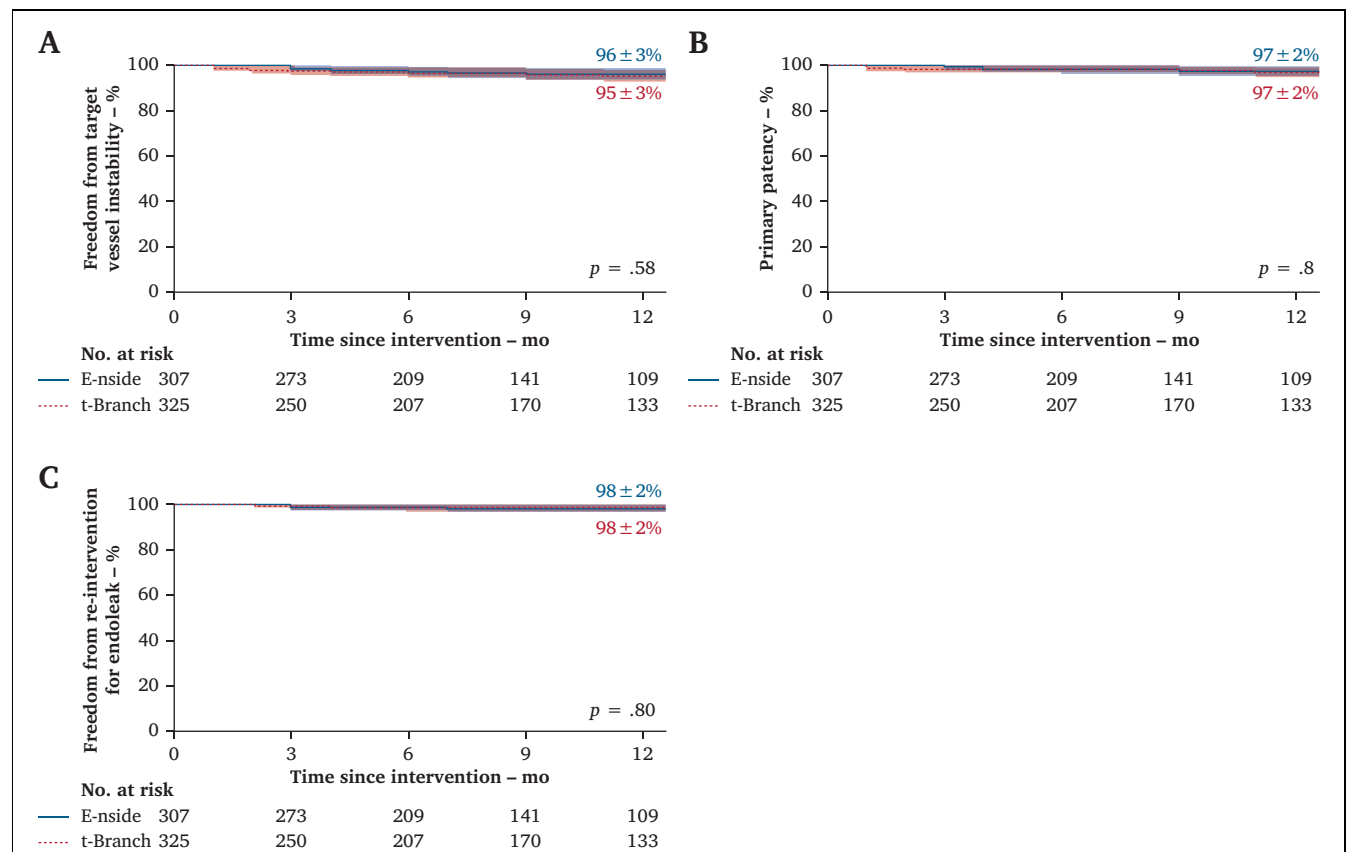 A
Freedom from target
vessel instability – %
100
80
60
40
20
0
96 ± 3%
95 ± 3%
p = .58
0 3 6 9 12
Time since intervention – mo
No. at risk
E-nside 307 273 209 141 109
t-Branch 325 250 207 170 133
B
Primary patency – %
100
80
60
40
20
0
97 ± 2%
97 ± 2%
p = .8
0 3 6 9 12
Time since intervention – mo
No. at risk
E-nside 307 273 209 141 109
t-Branch 325 250 207 170 133
C
Freedom from re-intervention
for endoleak – %
100
80
60
40
20
0
98 ± 2%
98 ± 2%
p = .80
0 3 6 9 12
Time since intervention – mo
No. at risk
E-nside 307 273 209 141 109
t-Branch 325 250 207 170 133